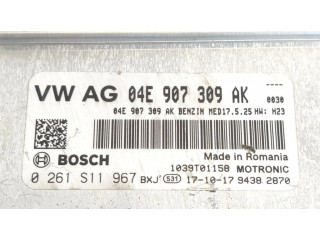 VW AG 04E 907 309 AK 0030
04E 907 309 AK BENZIN MED17.5.25 HW: H23
BOSCH
Made in Romania
1039T01158 MOTRONIC
0 261 S11 967 BXJ 531 17-10-17 9438 2870